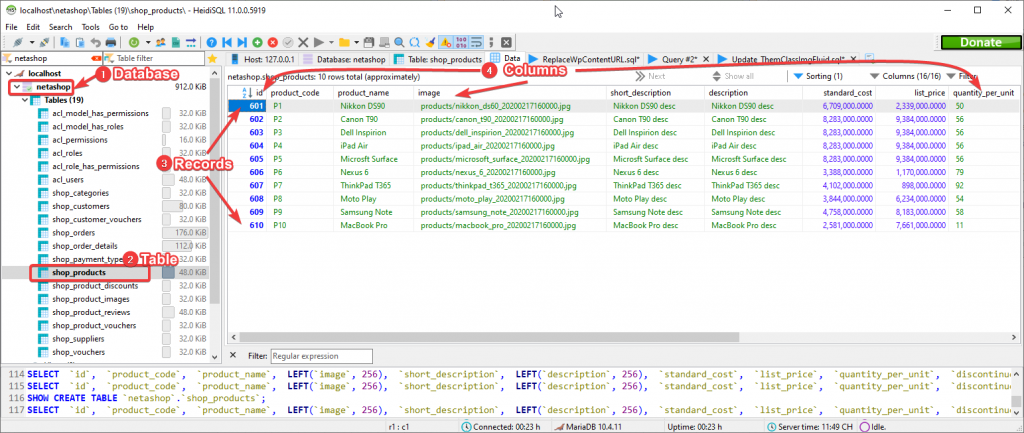 localhost\netashop\Tables (19)\shop_products\ - HeidiSQL 11.0.0.5919
File Edit Search Tools Go to Help
Donate
netashop
Table filter
Host: 127.0.0.1 Database: netashop Table: shop_products Data ReplaceWpContentURL.sql* Query #2* Update_ThemClassImgFluid.sql*
localhost
1 Database
netashop 912.0 KiB
Tables (19)
acl_model_has_permissions 32.0 KiB
acl_model_has_roles 32.0 KiB
acl_permissions 16.0 KiB
acl_roles 32.0 KiB
acl_role_has_permissions 32.0 KiB
acl_users 48.0 KiB
shop_categories 32.0 KiB
shop_customers 80.0 KiB
shop_customer_vouchers 32.0 KiB
shop_orders 176.0 KiB
shop_order_details 112.0 KiB
shop_payment_types
2 Table
shop_products 48.0 KiB
shop_product_discounts 32.0 KiB
shop_product_images 32.0 KiB
shop_product_reviews 48.0 KiB
shop_product_vouchers 32.0 KiB
shop_suppliers 32.0 KiB
shop_vouchers 32.0 KiB
netashop.shop_products: 10 rows total (approximately)
4 Columns
Next Show all Sorting (1) Columns (16/16) Filter
id product_code product_name image short_description description standard_cost list_price quantity_per_unit
601 P1 Nikkon DS90 products/nikkon_ds60_20200217160000.jpg Nikkon DS90 desc Nikkon DS90 desc 6,709,000.0000 2,339,000.0000 50
602 P2 Canon T90 products/canon_t90_20200217160000.jpg Canon T90 desc Canon T90 desc 8,283,000.0000 9,384,000.0000 56
603 P3 Dell Inspirion products/dell_inspirion_20200217160000.jpg Dell Inspirion desc Dell Inspirion desc 8,283,000.0000 9,384,000.0000 56
604 P4 iPad Air products/ipad_air_20200217160000.jpg iPad Air desc iPad Air desc 8,283,000.0000 9,384,000.0000 56
605 P5 Microsft Surface products/microsoft_surface_20200217160000.jpg Microsft Surface desc Microsft Surface desc 8,283,000.0000 9,384,000.0000 56
606 P6 Nexus 6 products/nexus_6_20200217160000.jpg Nexus 6 desc Nexus 6 desc 3,388,000.0000 1,170,000.0000 79
607 P7 ThinkPad T365 products/thinkpad_t365_20200217160000.jpg ThinkPad T365 desc ThinkPad T365 desc 4,102,000.0000 898,000.0000 92
608 P8 Moto Play products/moto_play_20200217160000.jpg Moto Play desc Moto Play desc 3,844,000.0000 6,234,000.0000 54
609 P9 Samsung Note products/samsung_note_20200217160000.jpg Samsung Note desc Samsung Note desc 4,758,000.0000 8,183,000.0000 58
610 P10 MacBook Pro products/macbook_pro_20200217160000.jpg MacBook Pro desc MacBook Pro desc 2,581,000.0000 7,661,000.0000 11
3 Records
Filter: Regular expression
114 SELECT `id`, `product_code`, `product_name`, LEFT(`image`, 256), `short_description`, LEFT(`description`, 256), `standard_cost`, `list_price`, `quantity_per_unit`, `discontinue
115 SELECT `id`, `product_code`, `product_name`, LEFT(`image`, 256), `short_description`, LEFT(`description`, 256), `standard_cost`, `list_price`, `quantity_per_unit`, `discontinue
116 SHOW CREATE TABLE `netashop`.`shop_products`;
117 SELECT `id`, `product_code`, `product_name`, LEFT(`image`, 256), `short_description`, LEFT(`description`, 256), `standard_cost`, `list_price`, `quantity_per_unit`, `discontinue
r1 : c1 Connected: 00:23 h MariaDB 10.4.11 Uptime: 00:23 h Server time: 11:49 CH Idle.